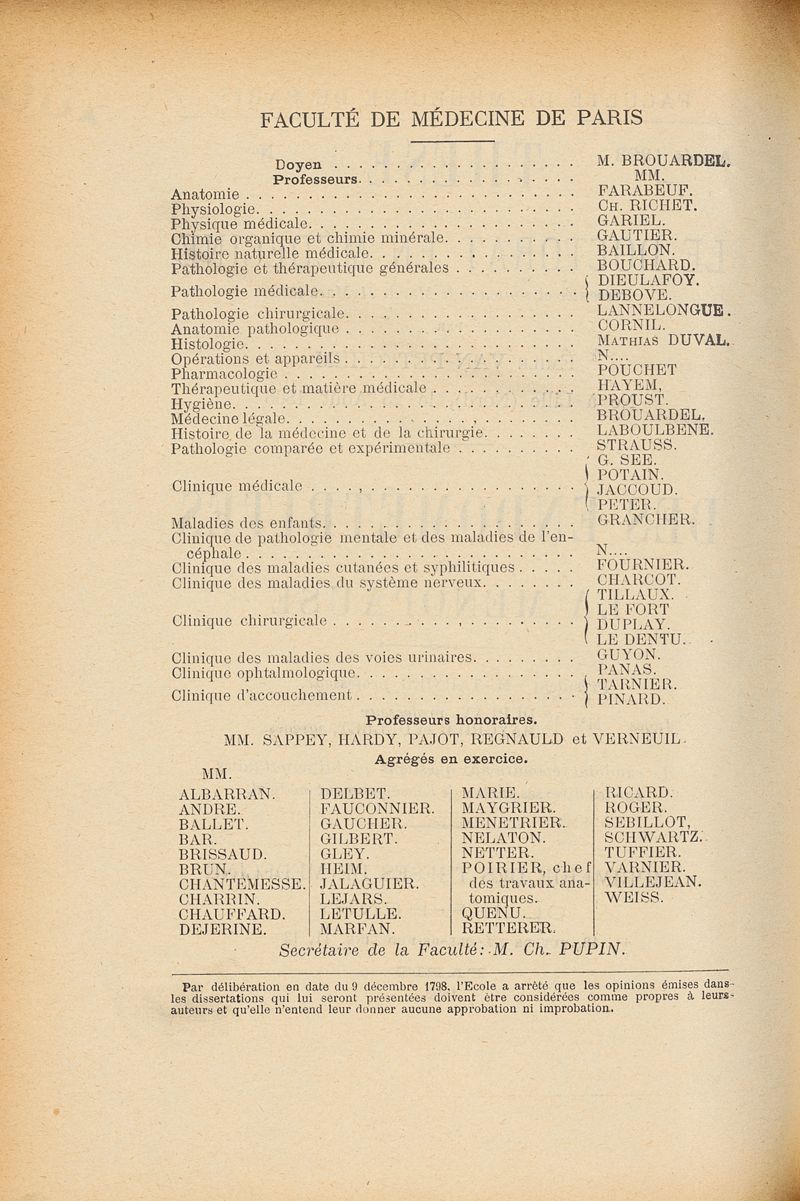 FACULTÉ DE MÉDECINE DE PARIS
Doyen . . . . . . . . . . . . . . . . . . . . M. BROUARDEL.
Professeurs. . . . . . . . . . . . . . . . . . MM.
Anatomie . . . . . . . . . . . . . . . . . . . FARABEUF.
Physiologie. . . . . . . . . . . . . . . . . . CH. RICHET.
Physique médicale. . . . . . . . . . . . . . . GARIEL.
Chimie organique et chimie minérale. . . . . . GAUTIER.
Histoire naturelle médicale. . . . . . . . . . BAILLON.
Pathologie et thérapeutique générales . . . . . BOUCHARD.
Pathologie médicale. . . . . . . . . . . . . . { DIEULAFOY.
DEBOVE.
Pathologie chirurgicale. . . . . . . . . . . . LANNELONGUE.
Anatomie pathologique . . . . . . . . . . . . CORNIL.
Histologie. . . . . . . . . . . . . . . . . . MATHIAS DUVAL.
Opérations et appareils . . . . . . . . . . . N....
Pharmacologie . . . . . . . . . . . . . . . . POUCHET
Thérapeutique et matière médicale . . . . . . HAYEM,
Hygiène. . . . . . . . . . . . . . . . . . . . PROUST.
Médecine légale. . . . . . . . . . . . . . . . BROUARDEL.
Histoire de la médecine et de la chirurgie. . . LABOULBENE.
Pathologie comparée et expérimentale . . . . . STRAUSS.
Clinique médicale . . . . . . . . . . . . . . { G. SEE.
POTAIN.
JACCOUD.
PETER.
Maladies des enfants. . . . . . . . . . . . . GRANCHER.
Clinique de pathologie mentale et des maladies de l'en-
céphale . . . . . . . . . . . . . . . . . . . N....
Clinique des maladies cutanées et syphilitiques . . . . . FOURNIER.
Clinique des maladies du système nerveux. . . . . . . . CHARCOT.
Clinique chirurgicale . . . . . . . . . . . . { TILLAUX.
LE FORT
DUPLAY.
LE DENTU.
Clinique des maladies des voies urinaires. . . . . . . . GUYON.
Clinique ophtalmologique. . . . . . . . . . . PANAS.
Clinique d'accouchement . . . . . . . . . . . { TARNIER.
PINARD.
Professeurs honoraires.
MM. SAPPEY, HARDY, PAJOT, REGNAULD et VERNEUIL.
Agrégés en exercice.
MM.
ALBARRAN.
ANDRE.
BALLET.
BAR.
BRISSAUD.
BRUN.
CHANTEMESSE.
CHARRIN.
CHAUFFARD.
DEJERINE.
DELBET.
FAUCONNIER.
GAUCHER.
GILBERT.
GLEY.
HEIM.
JALAGUIER.
LEJARS.
LETULLE.
MARFAN.
MARIE.
MAYGRIER.
MENETRIER.
NELATON.
NETTER.
POIRIER, chef
des travaux ana-
tomiques.
QUENU.
RETTERER.
RICARD.
ROGER.
SEBILLOT,
SCHWARTZ.
TUFFIER.
VARNIER.
VILLEJEAN.
WEISS.
Secrétaire de la Faculté: M. Ch. PUPIN.
Par délibération en date du 9 décembre 1798, l'Ecole a arrêté que les opinions émises dans
les dissertations qui lui seront présentées doivent être considérées comme propres à leurs
auteurs et qu'elle n'entend leur donner aucune approbation ni improbation.